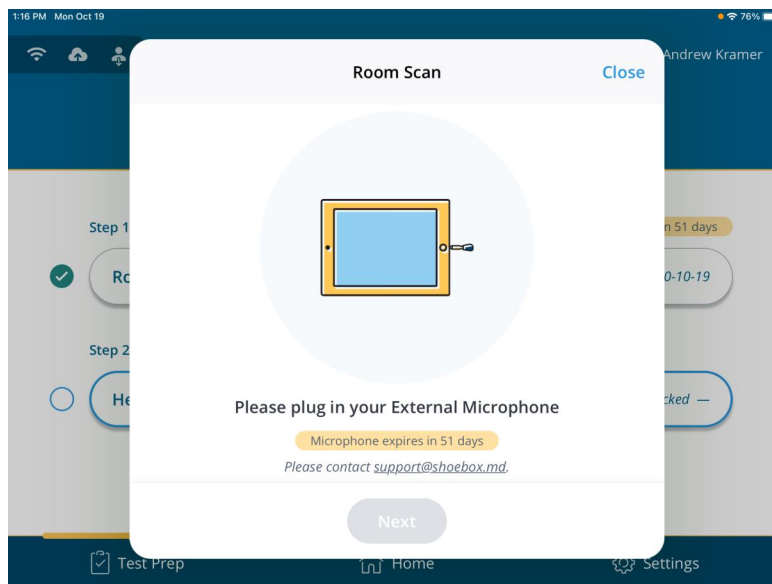 1:16 PM Mon Oct 19
76%
Andrew Kramer
Room Scan
Close
Step 1
n 51 days
Ro
0-10-19
Step 2
He
cked —
Please plug in your External Microphone
Microphone expires in 51 days
Please contact support@shoebox.md.
Next
Test Prep
Home
Settings